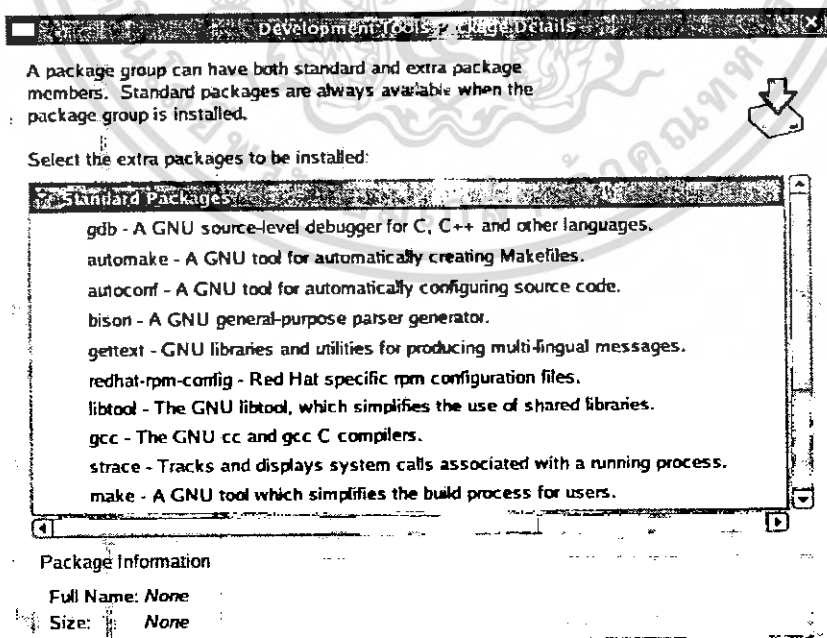 Development Tools Package Details
A package group can have both standard and extra package
members. Standard packages are always available when the
package group is installed.
Select the extra packages to be installed:
Standard Packages
gdb - A GNU source-level debugger for C, C++ and other languages.
automake - A GNU tool for automatically creating Makefiles.
autoconf - A GNU tool for automatically configuring source code.
bison - A GNU general-purpose parser generator.
gettext - GNU libraries and utilities for producing multi-lingual messages.
redhat-rpm-config - Red Hat specific rpm configuration files.
libtool - The GNU libtool, which simplifies the use of shared libraries.
gcc - The GNU cc and gcc C compilers.
strace - Tracks and displays system calls associated with a running process.
make - A GNU tool which simplifies the build process for users.
Package Information
Full Name: None
Size: None